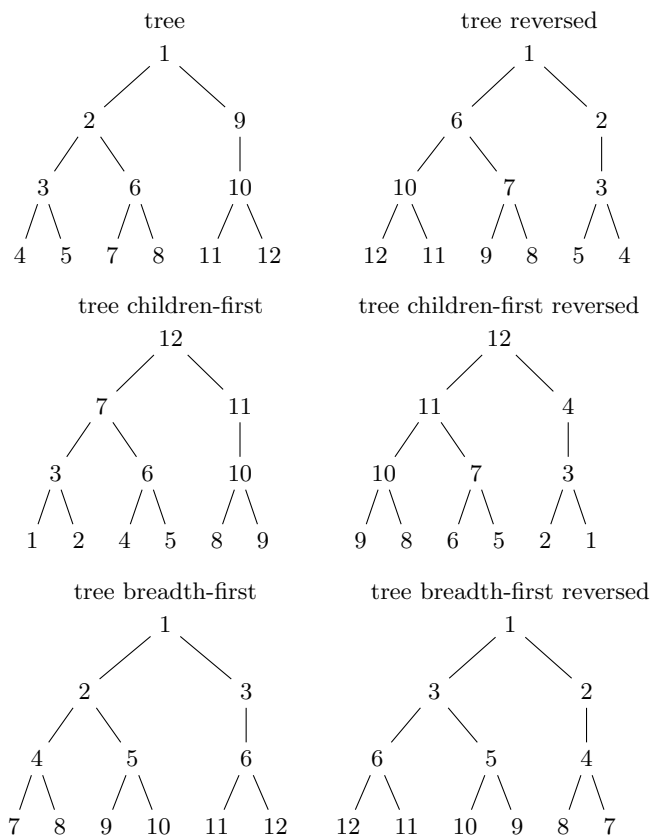 tree
1
2 9
3 6 10
4 5 7 8 11 12
tree reversed
1
6 2
10 7 3
12 11 9 8 5 4
tree children-first
12
7 11
3 6 10
1 2 4 5 8 9
tree children-first reversed
12
11 4
10 7 3
9 8 6 5 2 1
tree breadth-first
1
2 3
4 5 6
7 8 9 10 11 12
tree breadth-first reversed
1
3 2
6 5 4
12 11 10 9 8 7